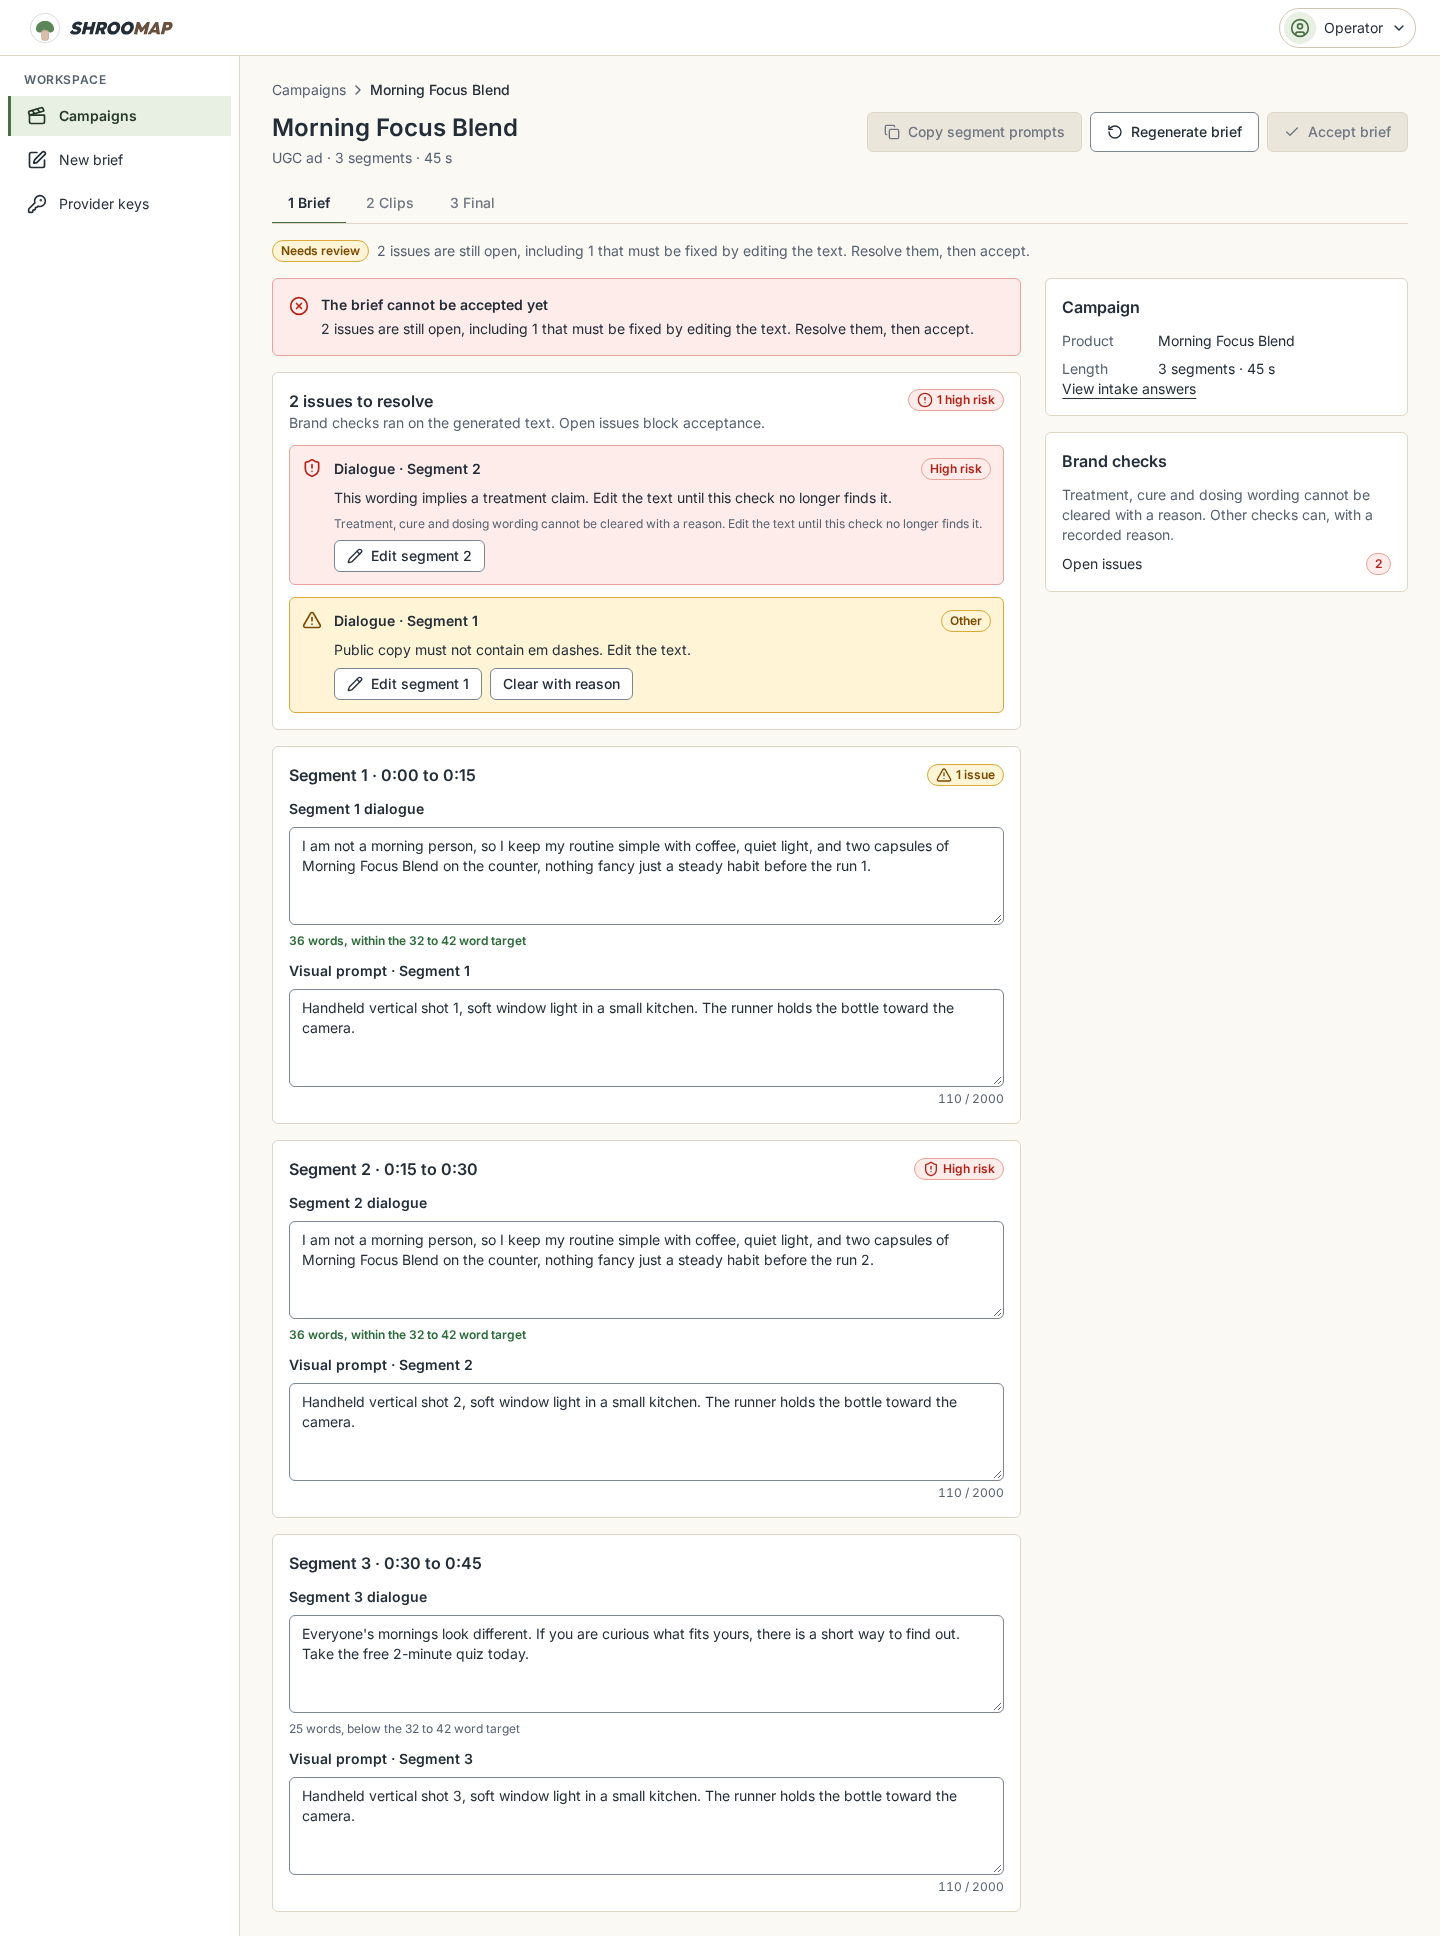 SHROOMAP
Operator
WORKSPACE
Campaigns
New brief
Provider keys
Campaigns > Morning Focus Blend
Morning Focus Blend
UGC ad · 3 segments · 45 s
Copy segment prompts
Regenerate brief
Accept brief
1 Brief
2 Clips
3 Final
Needs review
2 issues are still open, including 1 that must be fixed by editing the text. Resolve them, then accept.
The brief cannot be accepted yet
2 issues are still open, including 1 that must be fixed by editing the text. Resolve them, then accept.
2 issues to resolve
1 high risk
Brand checks ran on the generated text. Open issues block acceptance.
Dialogue · Segment 2
High risk
This wording implies a treatment claim. Edit the text until this check no longer finds it.
Treatment, cure and dosing wording cannot be cleared with a reason. Edit the text until this check no longer finds it.
Edit segment 2
Dialogue · Segment 1
Other
Public copy must not contain em dashes. Edit the text.
Edit segment 1
Clear with reason
Segment 1 · 0:00 to 0:15
1 issue
Segment 1 dialogue
I am not a morning person, so I keep my routine simple with coffee, quiet light, and two capsules of
Morning Focus Blend on the counter, nothing fancy just a steady habit before the run 1.
36 words, within the 32 to 42 word target
Visual prompt · Segment 1
Handheld vertical shot 1, soft window light in a small kitchen. The runner holds the bottle toward the
camera.
110 / 2000
Segment 2 · 0:15 to 0:30
High risk
Segment 2 dialogue
I am not a morning person, so I keep my routine simple with coffee, quiet light, and two capsules of
Morning Focus Blend on the counter, nothing fancy just a steady habit before the run 2.
36 words, within the 32 to 42 word target
Visual prompt · Segment 2
Handheld vertical shot 2, soft window light in a small kitchen. The runner holds the bottle toward the
camera.
110 / 2000
Segment 3 · 0:30 to 0:45
Segment 3 dialogue
Everyone's mornings look different. If you are curious what fits yours, there is a short way to find out.
Take the free 2-minute quiz today.
25 words, below the 32 to 42 word target
Visual prompt · Segment 3
Handheld vertical shot 3, soft window light in a small kitchen. The runner holds the bottle toward the
camera.
110 / 2000
Campaign
Product Morning Focus Blend
Length 3 segments · 45 s
View intake answers
Brand checks
Treatment, cure and dosing wording cannot be
cleared with a reason. Other checks can, with a
recorded reason.
Open issues 2